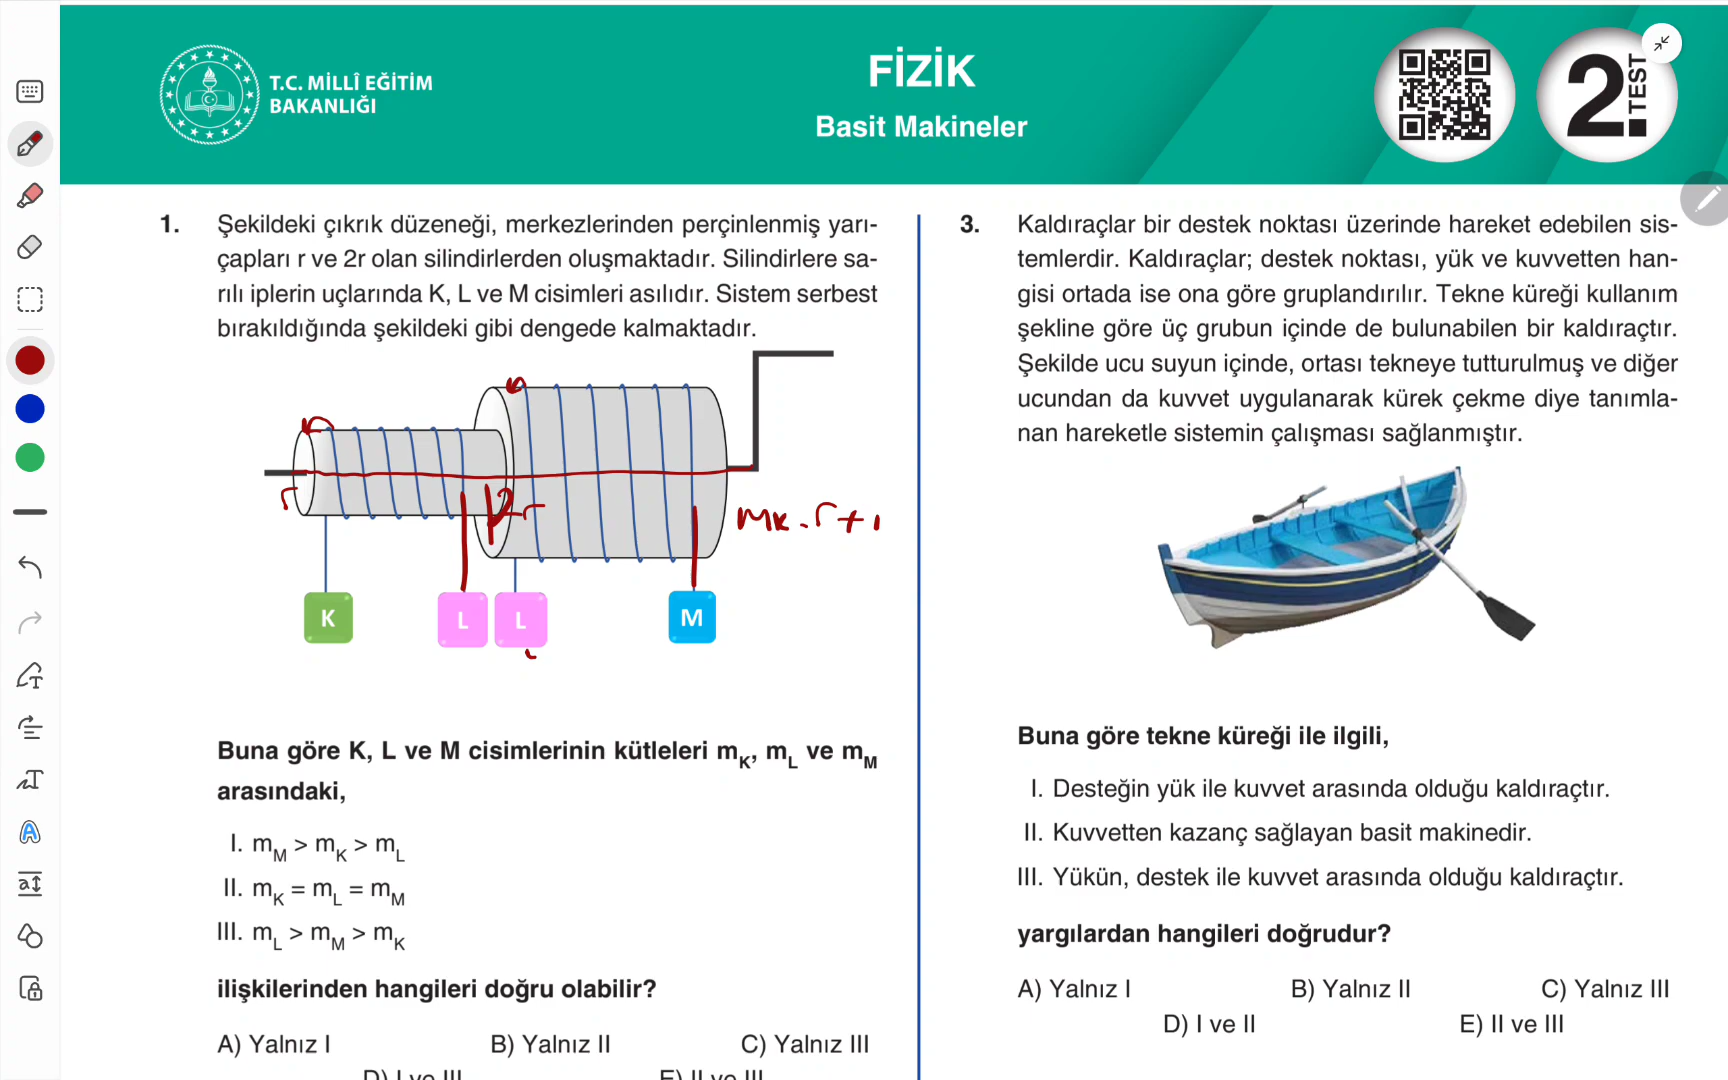 T.C. MİLLÎ EĞİTİM
BAKANLIĞI
FİZİK
Basit Makineler
2.
TEST
1. Şekildeki çıkrık düzeneği, merkezlerinden perçinlenmiş yarı-
çapları r ve 2r olan silindirlerden oluşmaktadır. Silindirlere sa-
rılı iplerin uçlarında K, L ve M cisimleri asılıdır. Sistem serbest
bırakıldığında şekildeki gibi dengede kalmaktadır.
r
2r
mK . r +
K
L
L
M
Buna göre K, L ve M cisimlerinin kütleleri mK, mL ve mM
arasındaki,
I. mM > mK > mL
II. mK = mL = mM
III. mL > mM > mK
ilişkilerinden hangileri doğru olabilir?
A) Yalnız I B) Yalnız II C) Yalnız III
D) I ve III E) II ve III
3. Kaldıraçlar bir destek noktası üzerinde hareket edebilen sis-
temlerdir. Kaldıraçlar; destek noktası, yük ve kuvvetten han-
gisi ortada ise ona göre gruplandırılır. Tekne küreği kullanım
şekline göre üç grubun içinde de bulunabilen bir kaldıraçtır.
Şekilde ucu suyun içinde, ortası tekneye tutturulmuş ve diğer
ucundan da kuvvet uygulanarak kürek çekme diye tanımla-
nan hareketle sistemin çalışması sağlanmıştır.
Buna göre tekne küreği ile ilgili,
I. Desteğin yük ile kuvvet arasında olduğu kaldıraçtır.
II. Kuvvetten kazanç sağlayan basit makinedir.
III. Yükün, destek ile kuvvet arasında olduğu kaldıraçtır.
yargılardan hangileri doğrudur?
A) Yalnız I B) Yalnız II C) Yalnız III
D) I ve II E) II ve III